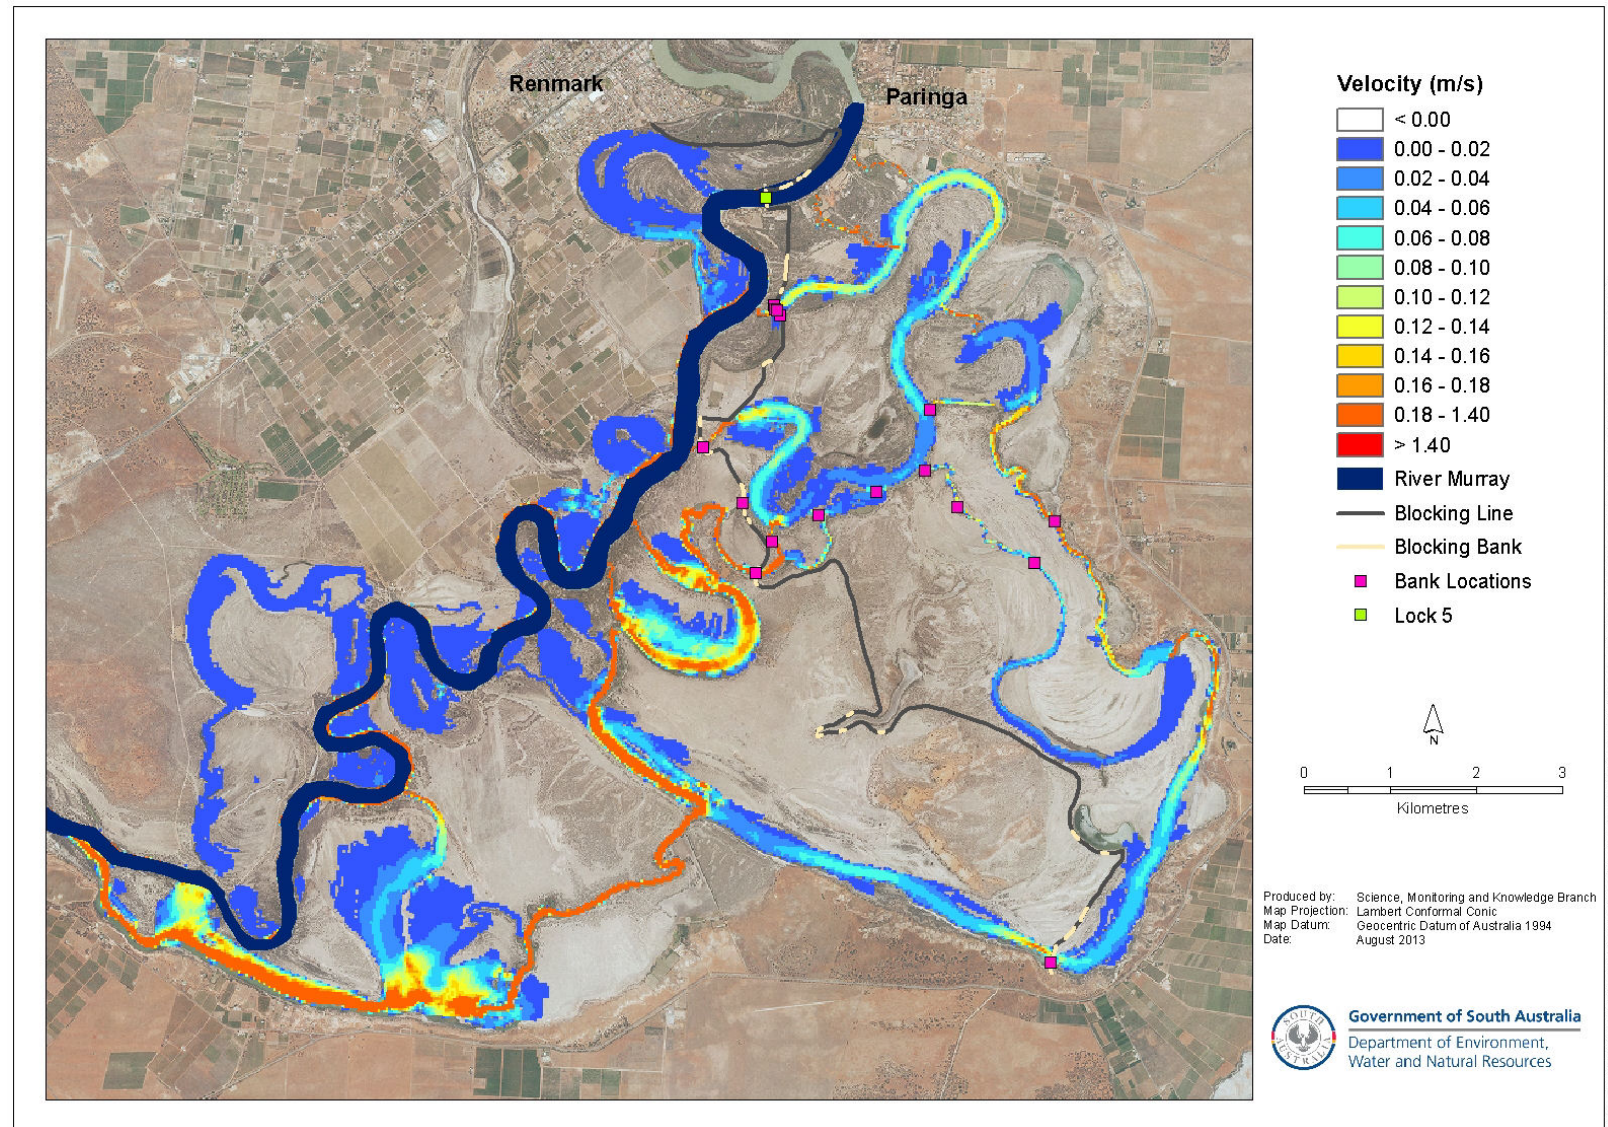 Renmark
Paringa
Velocity (m/s)
< 0.00
0.00 - 0.02
0.02 - 0.04
0.04 - 0.06
0.06 - 0.08
0.08 - 0.10
0.10 - 0.12
0.12 - 0.14
0.14 - 0.16
0.16 - 0.18
0.18 - 1.40
> 1.40
River Murray
Blocking Line
Blocking Bank
Bank Locations
Lock 5
N
0 1 2 3
Kilometres
Produced by: Science, Monitoring and Knowledge Branch
Map Projection: Lambert Conformal Conic
Map Datum: Geocentric Datum of Australia 1994
Date: August 2013
SOUTH AUSTRALIA
Government of South Australia
Department of Environment,
Water and Natural Resources